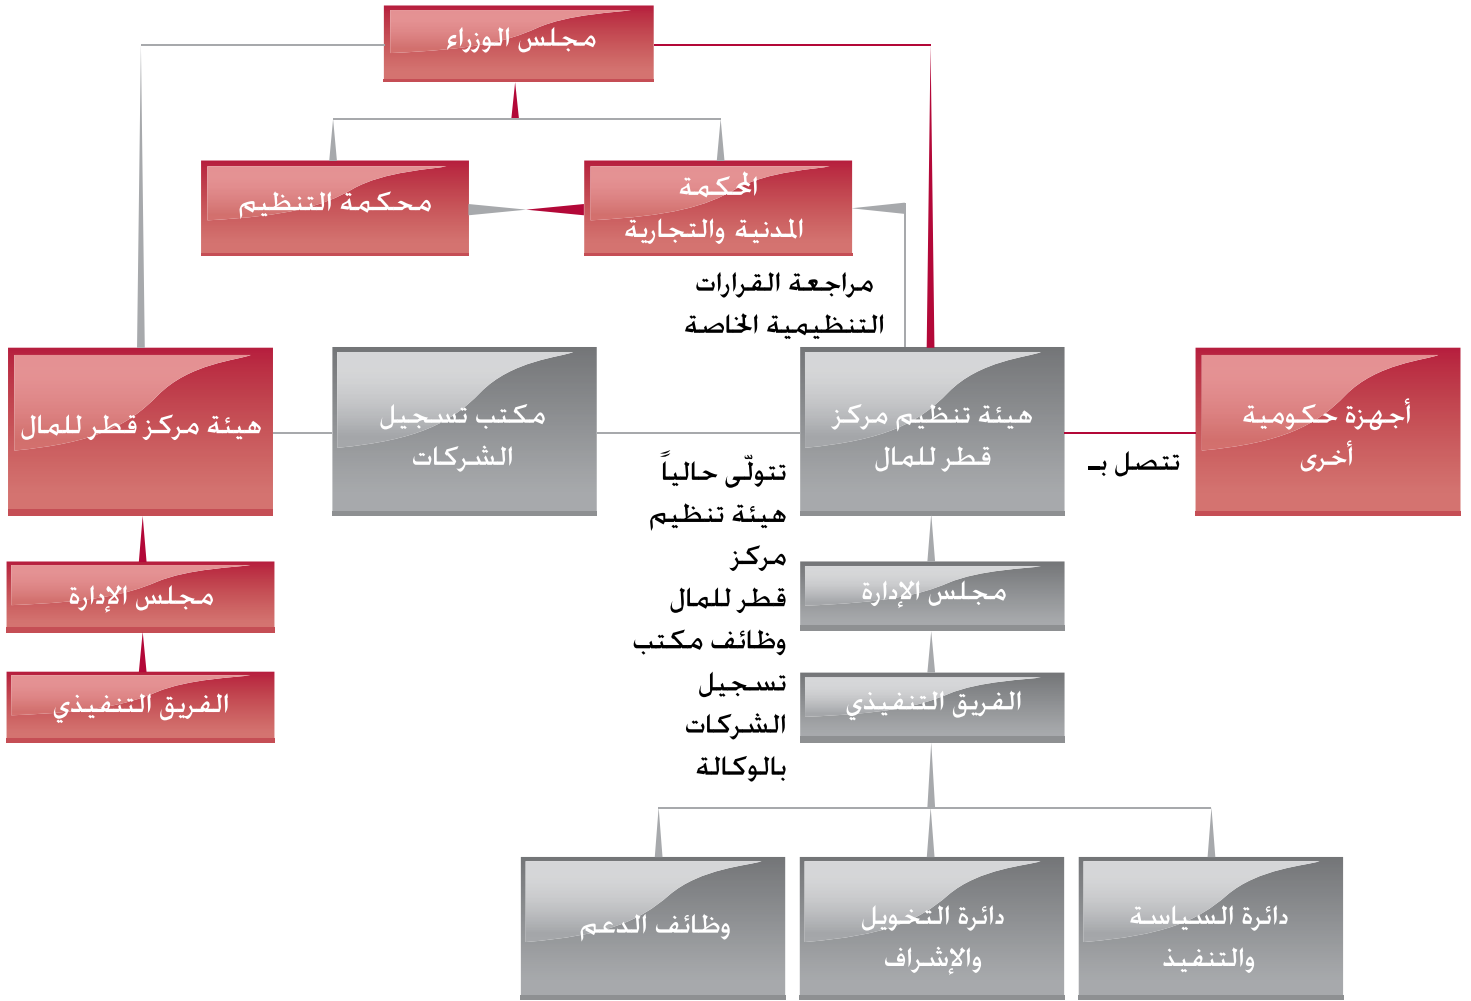 مجلس الوزراء
المحكمة
المدنية والتجارية
محكمة التنظيم
مراجعة القرارات
التنظيمية الخاصة
أجهزة حكومية
أخرى
تتصل بـ
هيئة تنظيم مركز
قطر للمال
مكتب تسجيل
الشركات
هيئة مركز قطر للمال
تتولّى حالياً
هيئة تنظيم
مركز
قطر للمال
وظائف مكتب
تسجيل
الشركات
بالوكالة
مجلس الإدارة
مجلس الإدارة
الفريق التنفيذي
الفريق التنفيذي
دائرة السياسة
والتنفيذ
دائرة التخويل
والإشراف
وظائف الدعم